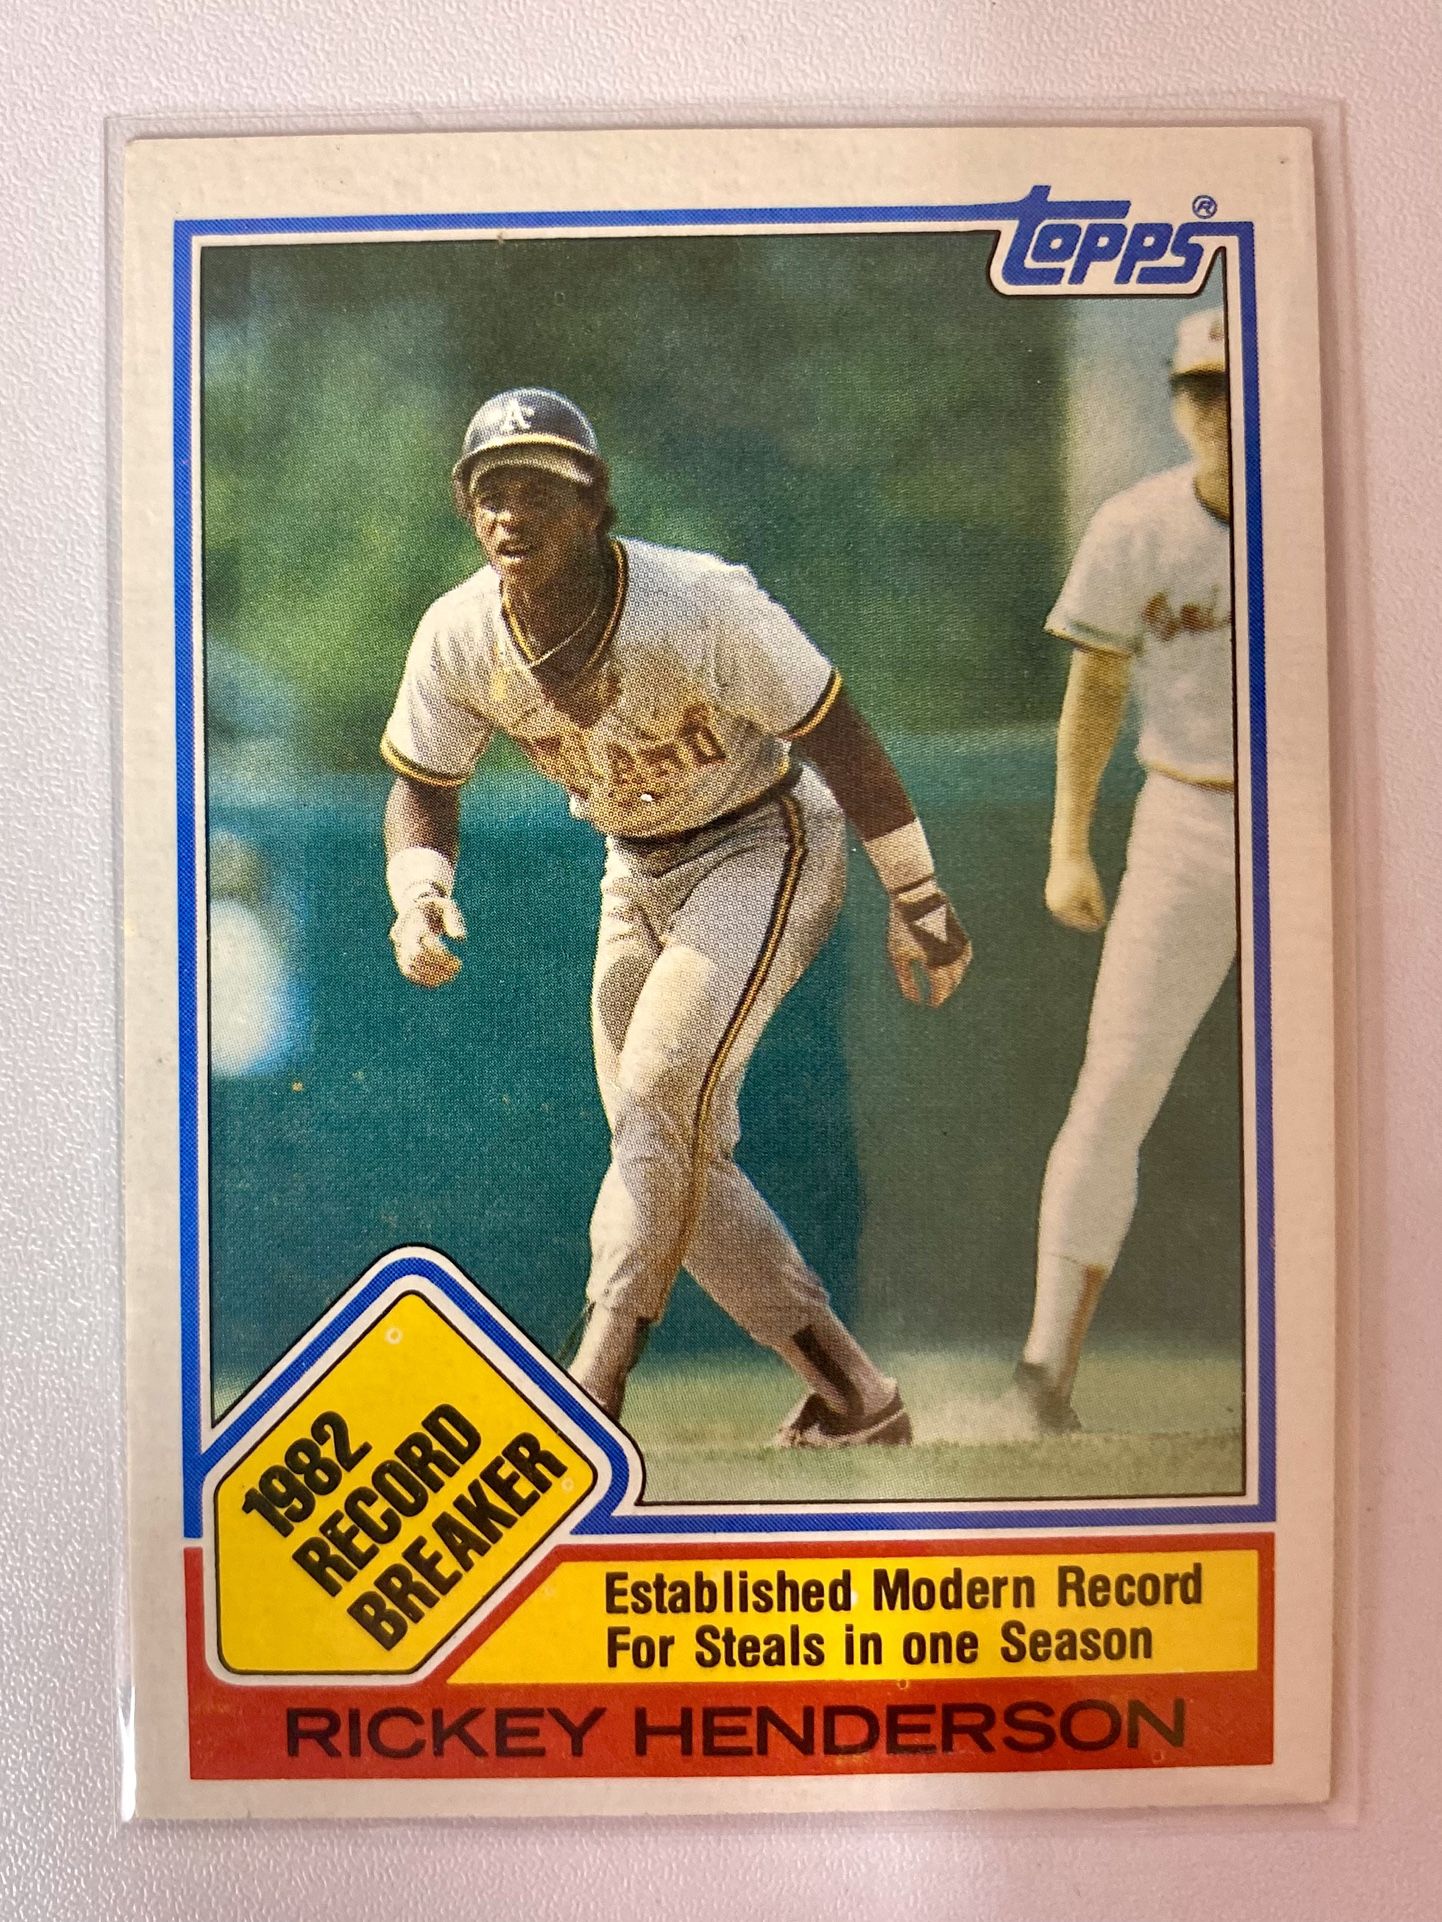 Topps®
A's
1982
RECORD
BREAKER
Established Modern Record
For Steals in one Season
RICKEY HENDERSON